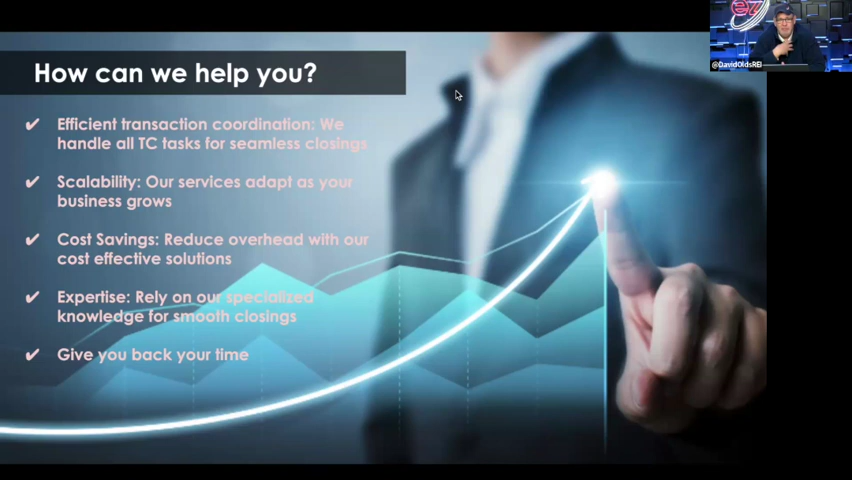 How can we help you?
✔ Efficient transaction coordination: We
handle all TC tasks for seamless closings
✔ Scalability: Our services adapt as your
business grows
✔ Cost Savings: Reduce overhead with our
cost effective solutions
✔ Expertise: Rely on our specialized
knowledge for smooth closings
✔ Give you back your time
ez
@DavidOldsREI